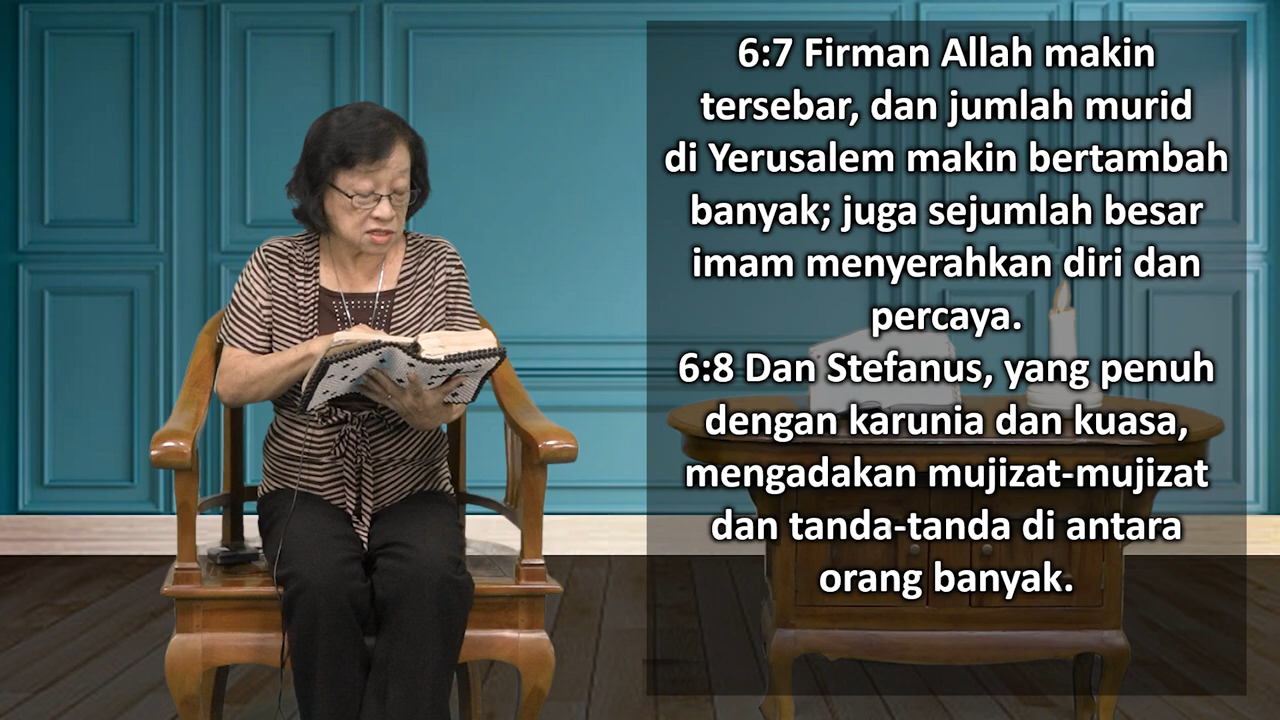 6:7 Firman Allah makin
tersebar, dan jumlah murid
di Yerusalem makin bertambah
banyak; juga sejumlah besar
imam menyerahkan diri dan
percaya.
6:8 Dan Stefanus, yang penuh
dengan karunia dan kuasa,
mengadakan mujizat-mujizat
dan tanda-tanda di antara
orang banyak.